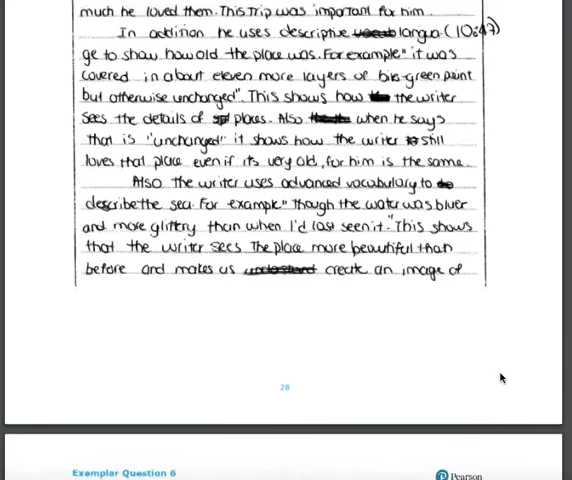 much he loved them. This Trip was important for him.
In addition he uses descriptive langua (10:47)
ge to show how old the place was. For example " it was
covered in about eleven more layers of big green paint
but otherwise unchanged". This shows how the writer
sees the details of places. Also when he says
that is "unchanged" it shows how the writer still
loves that place even if its very old, for him is the same.
Also the writer uses advanced vocabulary to
describe the sea. For example " though the water was bluer
and more glittery than when I'd last seen it." This shows
that the writer sees The place more beautiful than
before and makes us create an image of
28
Exemplar Question 6
Pearson